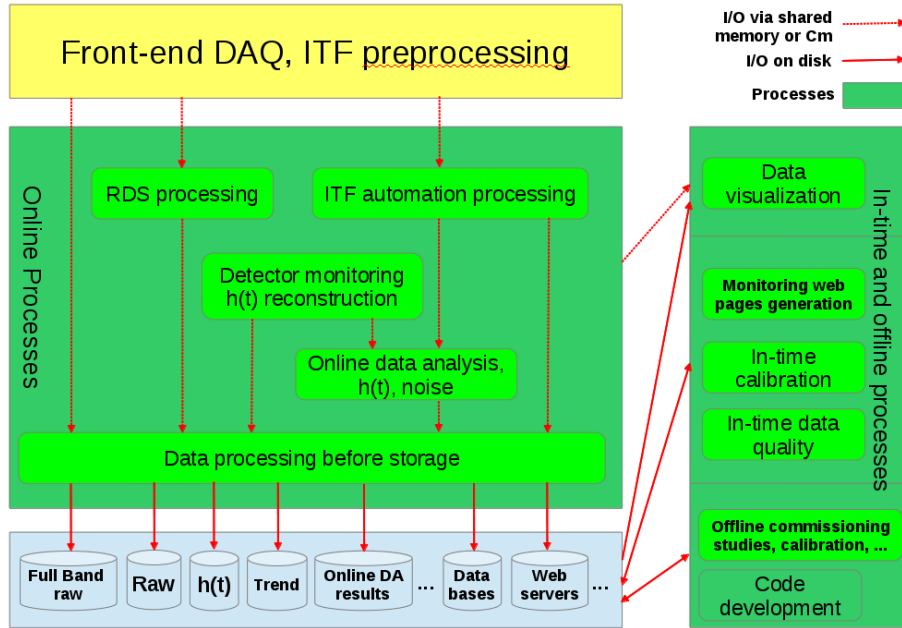 Front-end DAQ, ITF preprocessing
I/O via shared
memory or Cm
I/O on disk
Processes
Online Processes
RDS processing
ITF automation processing
Detector monitoring
h(t) reconstruction
Online data analysis,
h(t), noise
Data processing before storage
Full Band
raw
Raw
h(t)
Trend
Online DA
results
...
Data
bases
Web
servers
...
In-time and offline processes
Data
visualization
Monitoring web
pages generation
In-time
calibration
In-time data
quality
Offline commissioning
studies, calibration, ...
Code
development